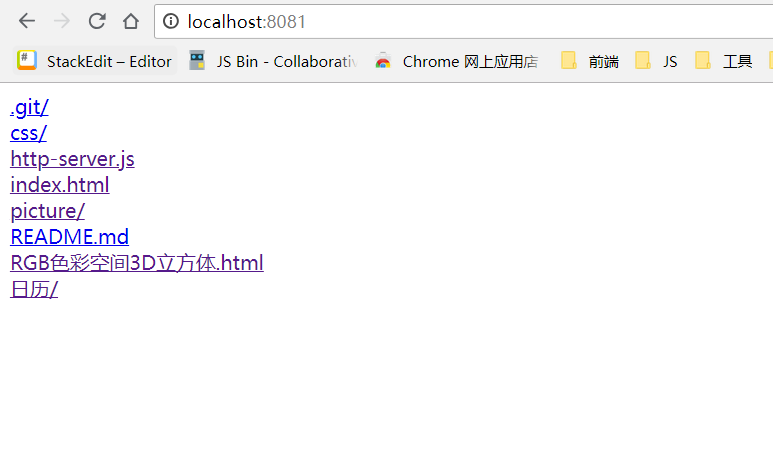 localhost:8081
StackEdit – Editor JS Bin - Collaborativ Chrome 网上应用店 前端 JS 工具
.git/
css/
http-server.js
index.html
picture/
README.md
RGB色彩空间3D立方体.html
日历/